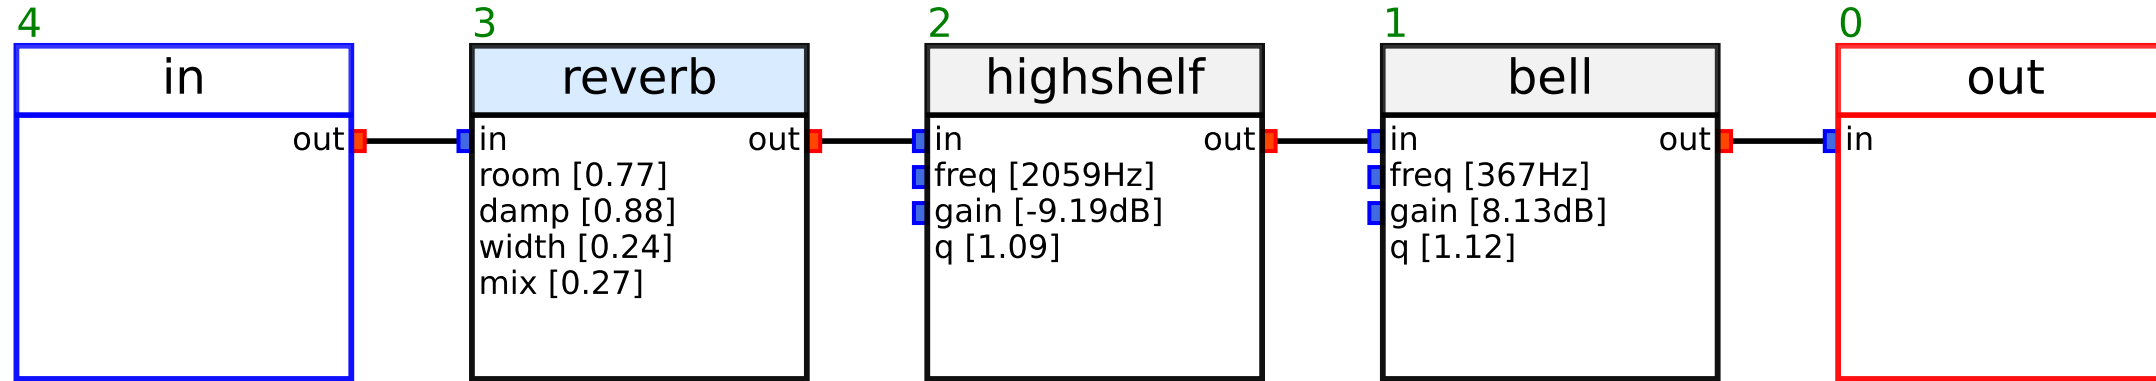 4
in
out
3
reverb
in out
room [0.77]
damp [0.88]
width [0.24]
mix [0.27]
2
highshelf
in out
freq [2059Hz]
gain [-9.19dB]
q [1.09]
1
bell
in out
freq [367Hz]
gain [8.13dB]
q [1.12]
0
out
in